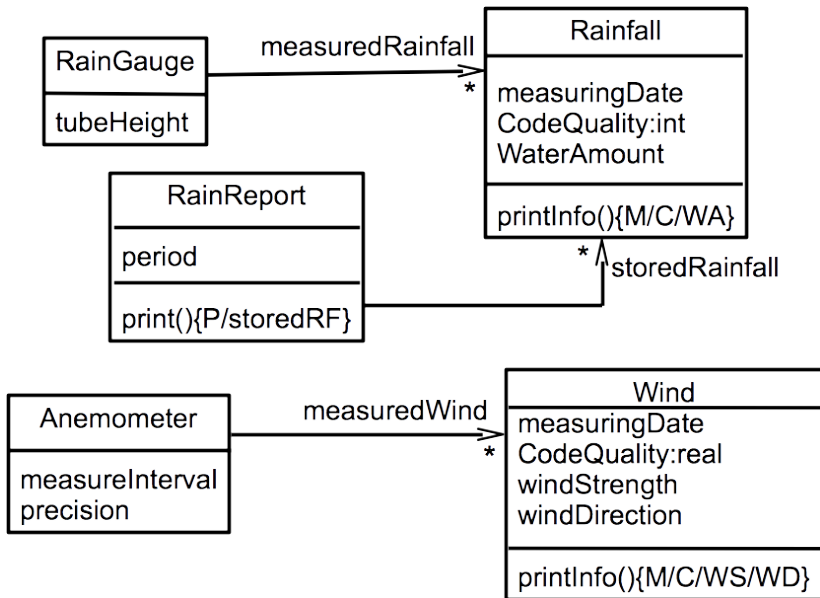 RainGauge
tubeHeight
measuredRainfall
*
Rainfall
measuringDate
CodeQuality:int
WaterAmount
printInfo(){M/C/WA}
RainReport
period
print(){P/storedRF}
*
storedRainfall
Anemometer
measureInterval
precision
measuredWind
*
Wind
measuringDate
CodeQuality:real
windStrength
windDirection
printInfo(){M/C/WS/WD}